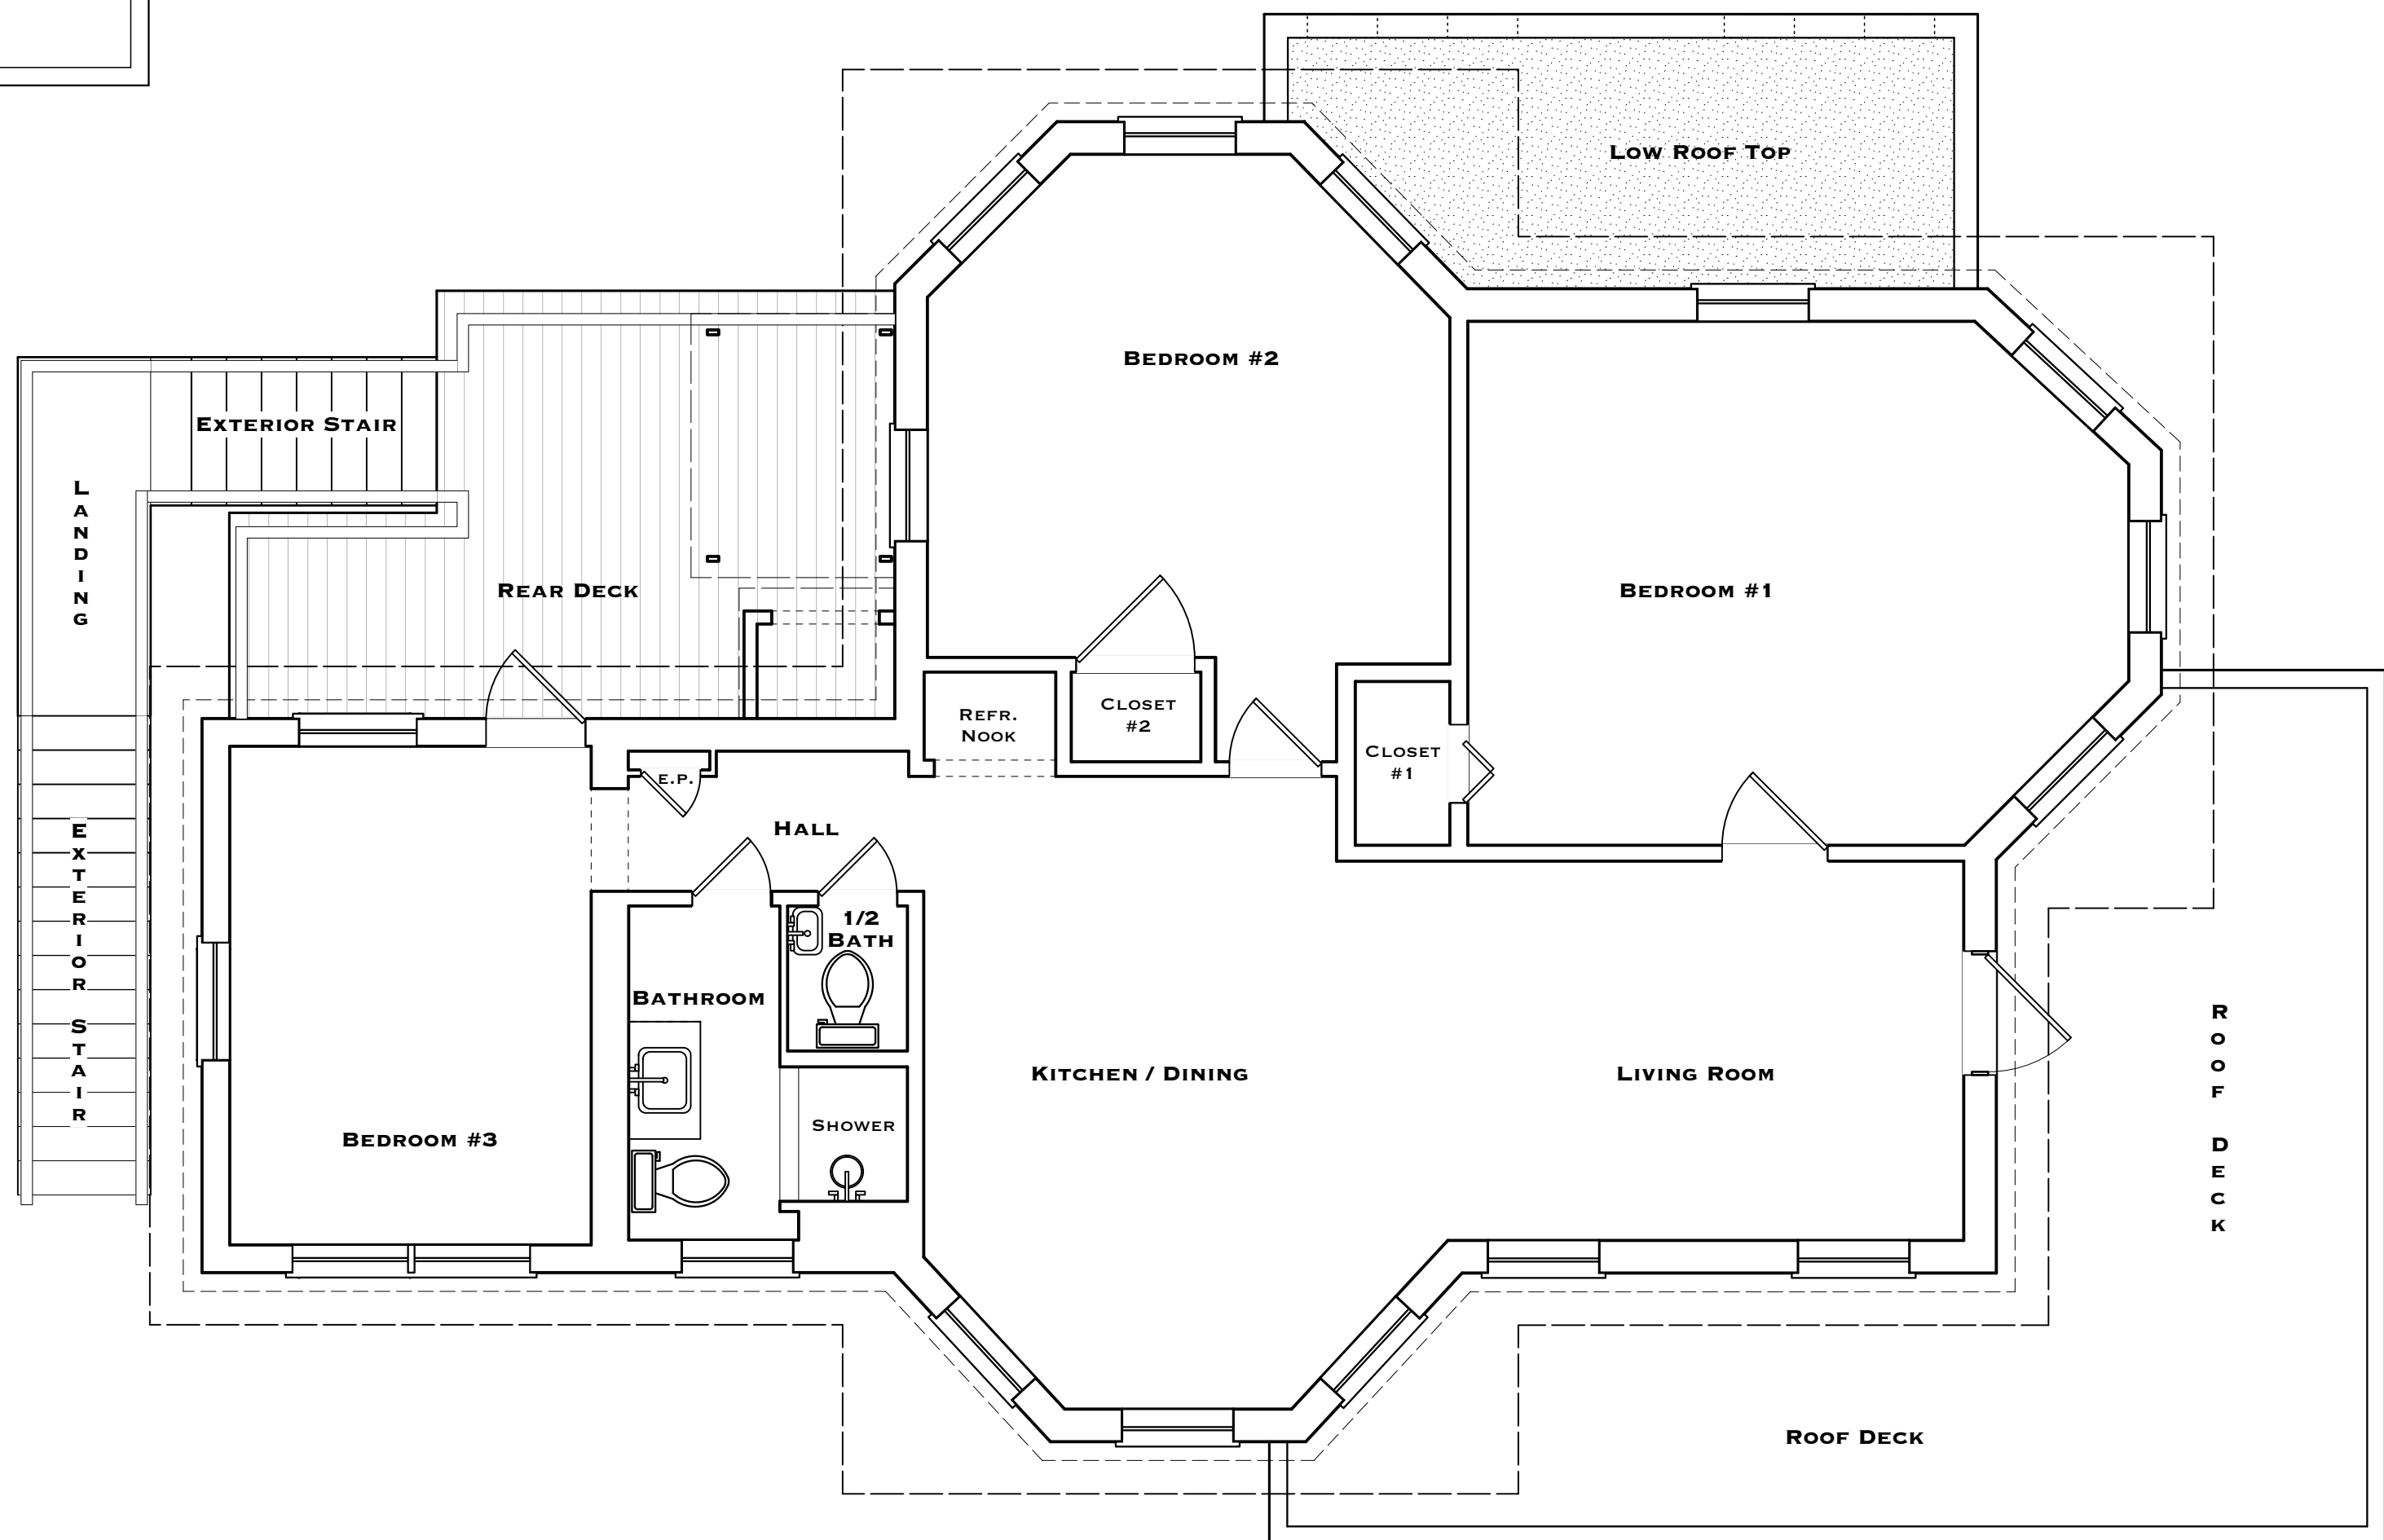 Low Roof Top
Bedroom #2
Exterior Stair
Landing
Rear Deck
Bedroom #1
Refr.
Nook
Closet
#2
Closet
#1
E.P.
Hall
Exterior Stair
1/2
Bath
Bathroom
Shower
Bedroom #3
Kitchen / Dining
Living Room
Roof Deck
Roof Deck